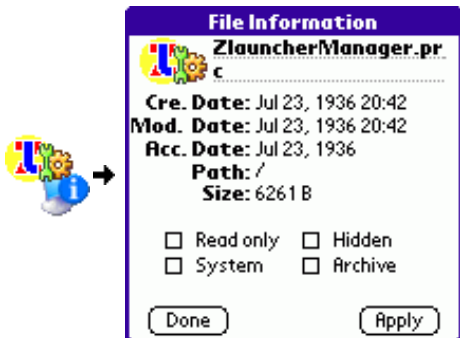 File Information
ZlauncherManager.pr
c
Cre. Date: Jul 23, 1936 20:42
Mod. Date: Jul 23, 1936 20:42
Acc. Date: Jul 23, 1936
Path: /
Size: 6261 B
Read only Hidden
System Archive
Done Apply